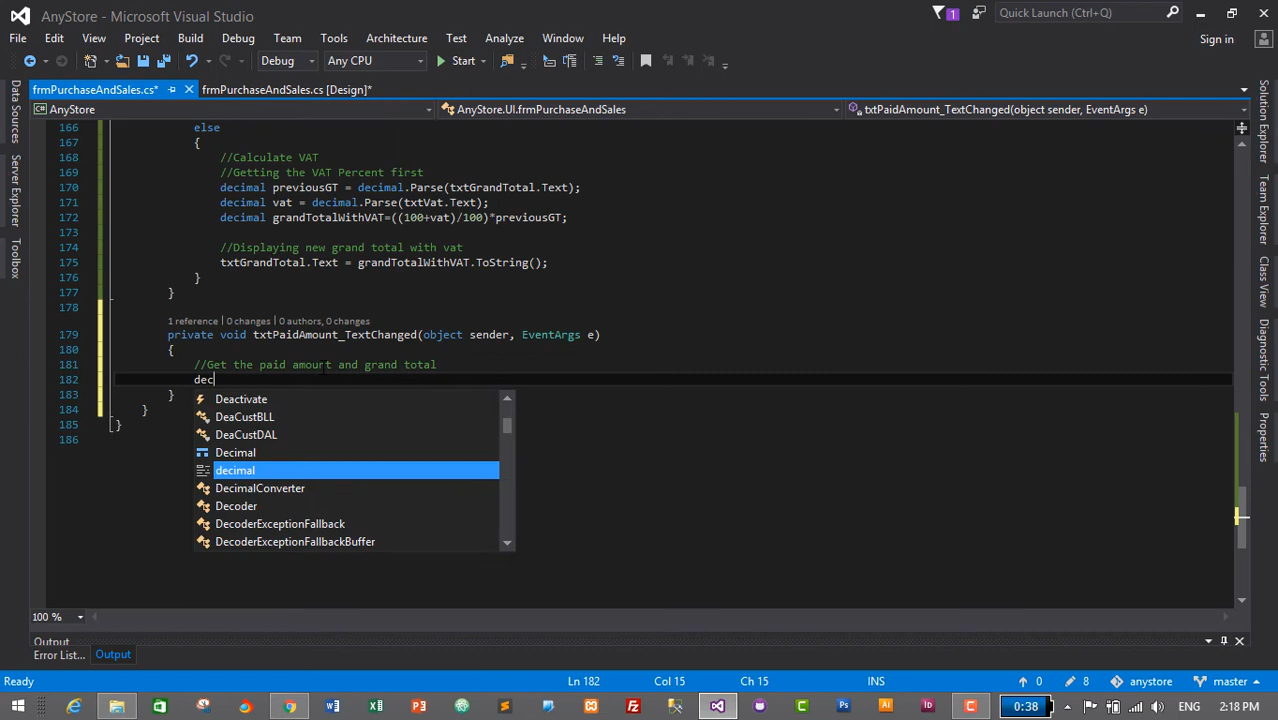 AnyStore - Microsoft Visual Studio
1
Quick Launch (Ctrl+Q)
File Edit View Project Build Debug Team Tools Architecture Test Analyze Window Help
Sign in
Debug Any CPU Start
frmPurchaseAndSales.cs* frmPurchaseAndSales.cs [Design]*
AnyStore AnyStore.UI.frmPurchaseAndSales txtPaidAmount_TextChanged(object sender, EventArgs e)
Data Sources
Server Explorer
Toolbox
166 else
167 {
168 //Calculate VAT
169 //Getting the VAT Percent first
170 decimal previousGT = decimal.Parse(txtGrandTotal.Text);
171 decimal vat = decimal.Parse(txtVat.Text);
172 decimal grandTotalWithVAT=((100+vat)/100)*previousGT;
173
174 //Displaying new grand total with vat
175 txtGrandTotal.Text = grandTotalWithVAT.ToString();
176 }
177 }
178
1 reference | 0 changes | 0 authors, 0 changes
179 private void txtPaidAmount_TextChanged(object sender, EventArgs e)
180 {
181 //Get the paid amount and grand total
182 dec
183 }
184 }
185 }
186
Deactivate
DeaCustBLL
DeaCustDAL
Decimal
decimal
DecimalConverter
Decoder
DecoderExceptionFallback
DecoderExceptionFallbackBuffer
Solution Explorer
Team Explorer
Class View
Diagnostic Tools
Properties
100 %
Output
Error List... Output
Ready Ln 182 Col 15 Ch 15 INS 0 8 anystore master
0:38 ENG 2:18 PM